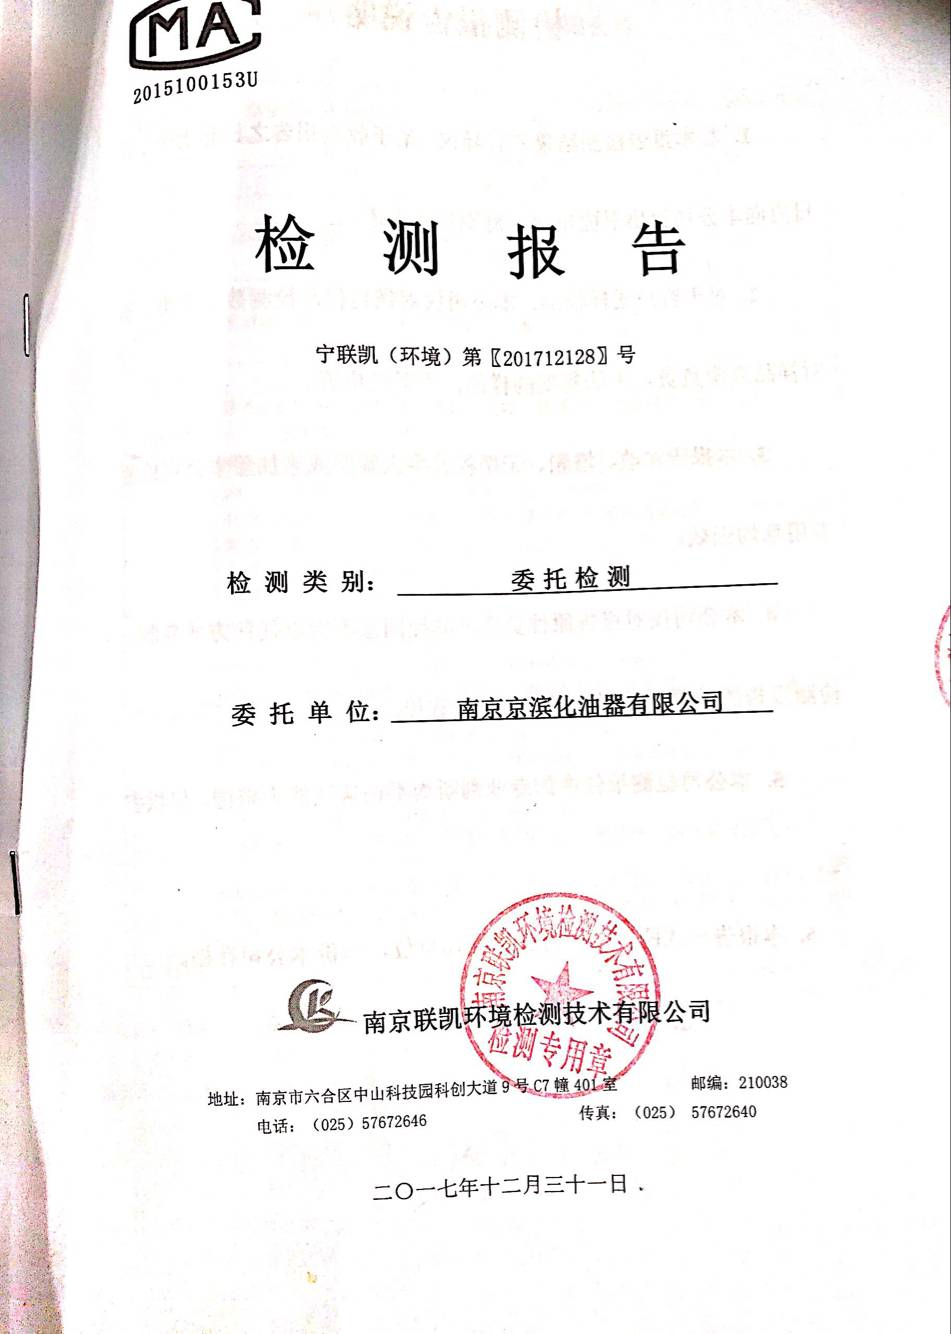 MA
2015100153U
检测报告
宁联凯（环境）第〖201712128〗号
检测类别： 委托检测
委托单位： 南京京滨化油器有限公司
南京联凯环境检测技术有限公司
检测专用章
南京联凯环境检测技术有限公司
地址：南京市六合区中山科技园科创大道9号C7幢401室 邮编：210038
电话：（025）57672646 传真：（025） 57672640
二〇一七年十二月三十一日